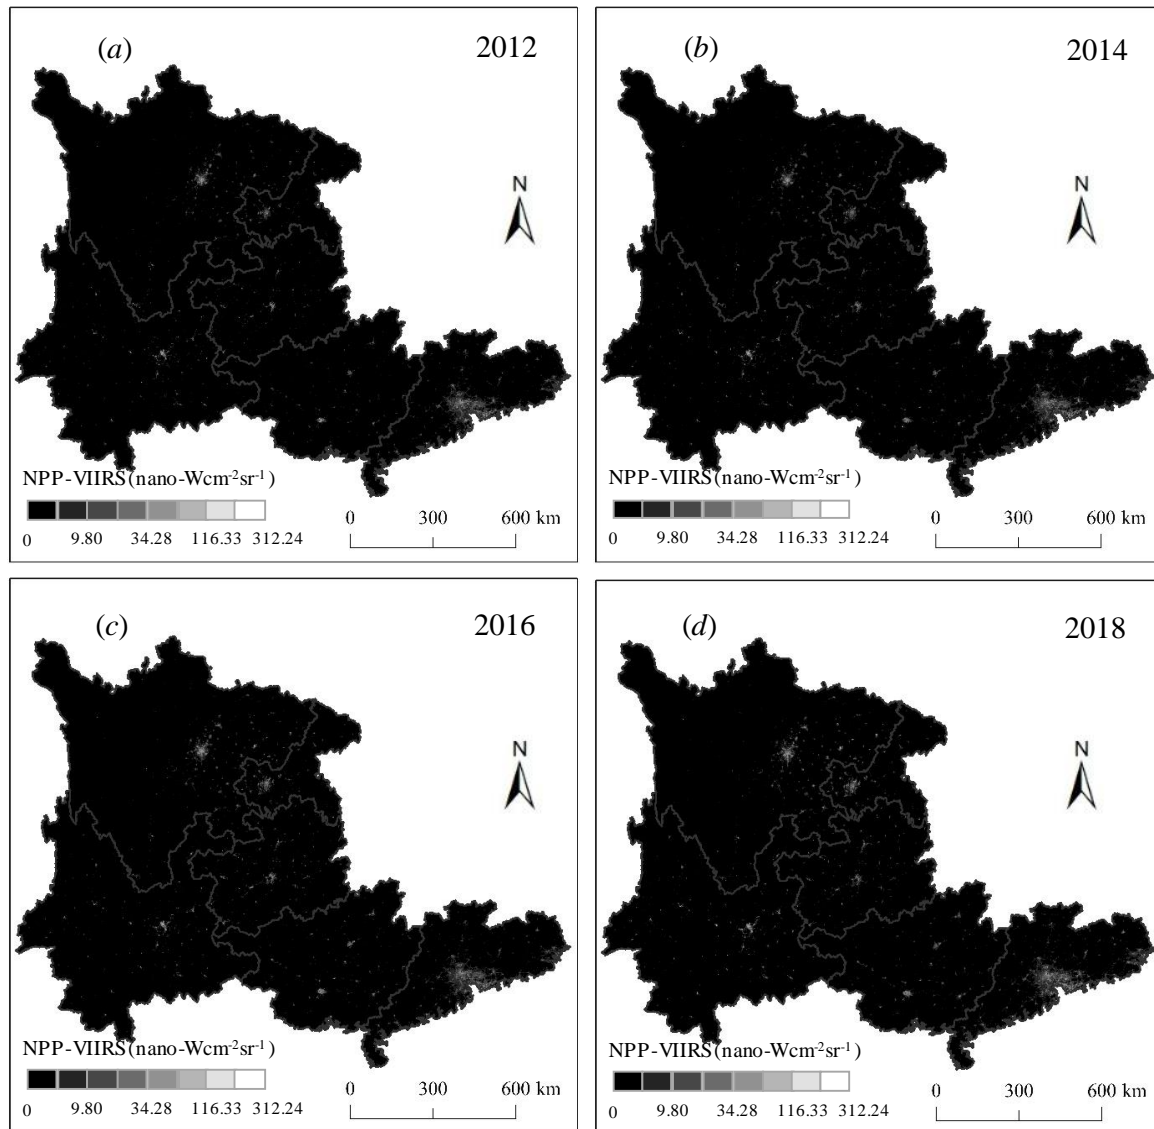 (a) 2012
N
NPP-VIIRS(nano-Wcm⁻²sr⁻¹)
0 9.80 34.28 116.33 312.24
0 300 600 km
(b) 2014
N
NPP-VIIRS(nano-Wcm⁻²sr⁻¹)
0 9.80 34.28 116.33 312.24
0 300 600 km
(c) 2016
N
NPP-VIIRS(nano-Wcm⁻²sr⁻¹)
0 9.80 34.28 116.33 312.24
0 300 600 km
(d) 2018
N
NPP-VIIRS(nano-Wcm⁻²sr⁻¹)
0 9.80 34.28 116.33 312.24
0 300 600 km